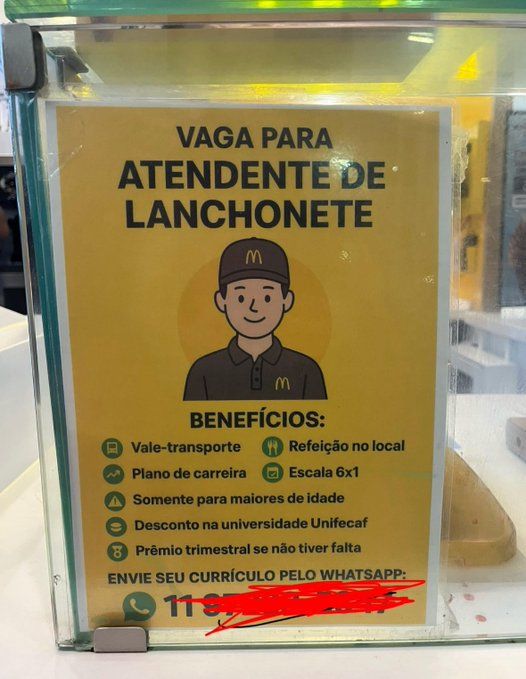 VAGA PARA
ATENDENTE DE
LANCHONETE
BENEFÍCIOS:
Vale-transporte Refeição no local
Plano de carreira Escala 6x1
Somente para maiores de idade
Desconto na universidade Unifecaf
Prêmio trimestral se não tiver falta
ENVIE SEU CURRÍCULO PELO WHATSAPP:
11